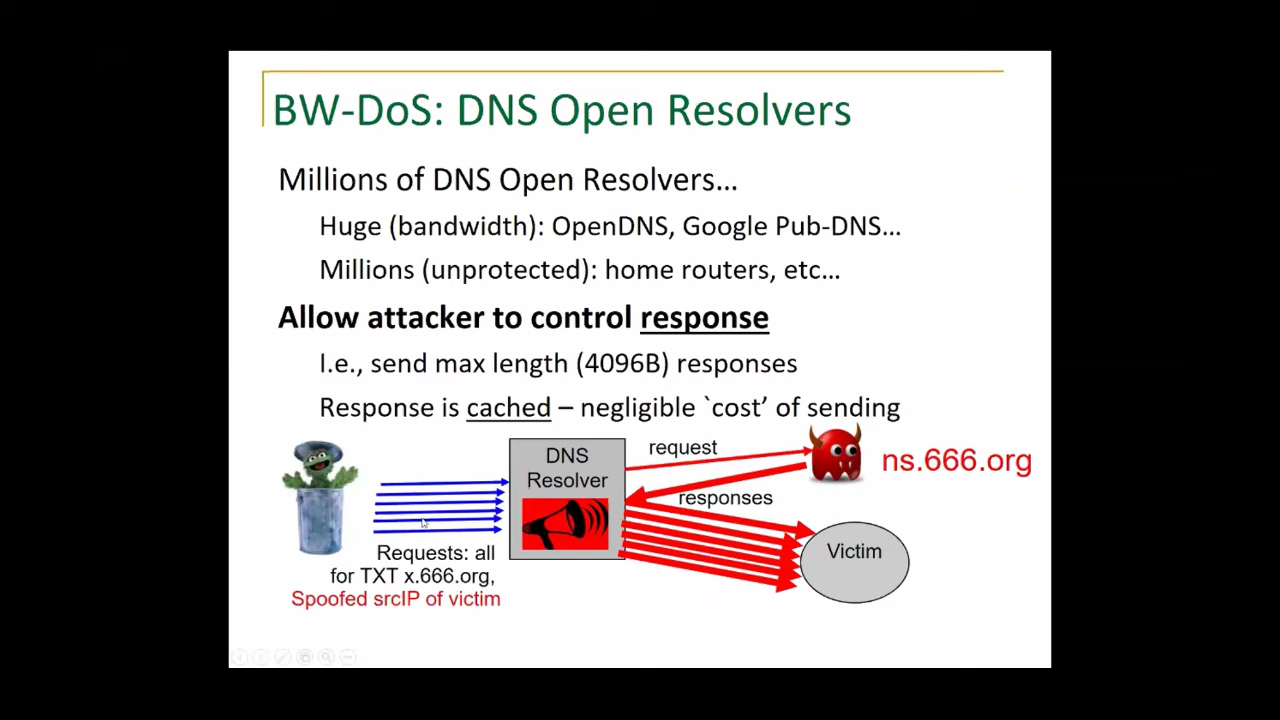 BW-DoS: DNS Open Resolvers
Millions of DNS Open Resolvers…
Huge (bandwidth): OpenDNS, Google Pub-DNS…
Millions (unprotected): home routers, etc…
Allow attacker to control response
I.e., send max length (4096B) responses
Response is cached – negligible `cost’ of sending
DNS
Resolver
request
ns.666.org
responses
Victim
Requests: all
for TXT x.666.org,
Spoofed srcIP of victim